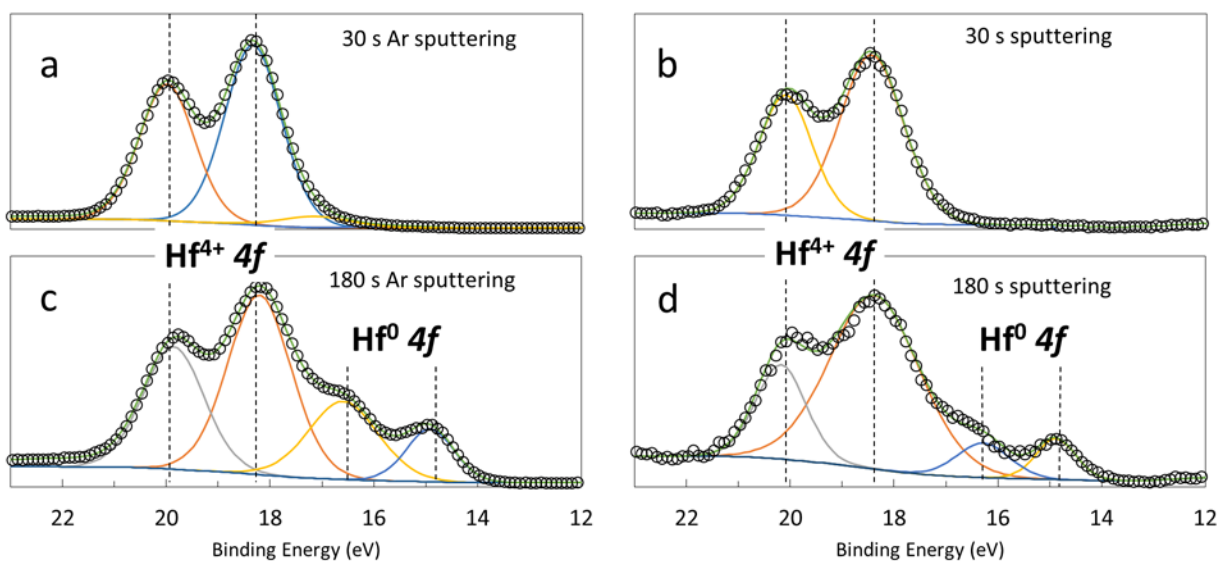 a
30 s Ar sputtering
b
30 s sputtering
Hf⁴⁺ 4f
Hf⁴⁺ 4f
c
180 s Ar sputtering
Hf⁰ 4f
d
180 s sputtering
Hf⁰ 4f
22 20 18 16 14 12
22 20 18 16 14 12
Binding Energy (eV)
Binding Energy (eV)